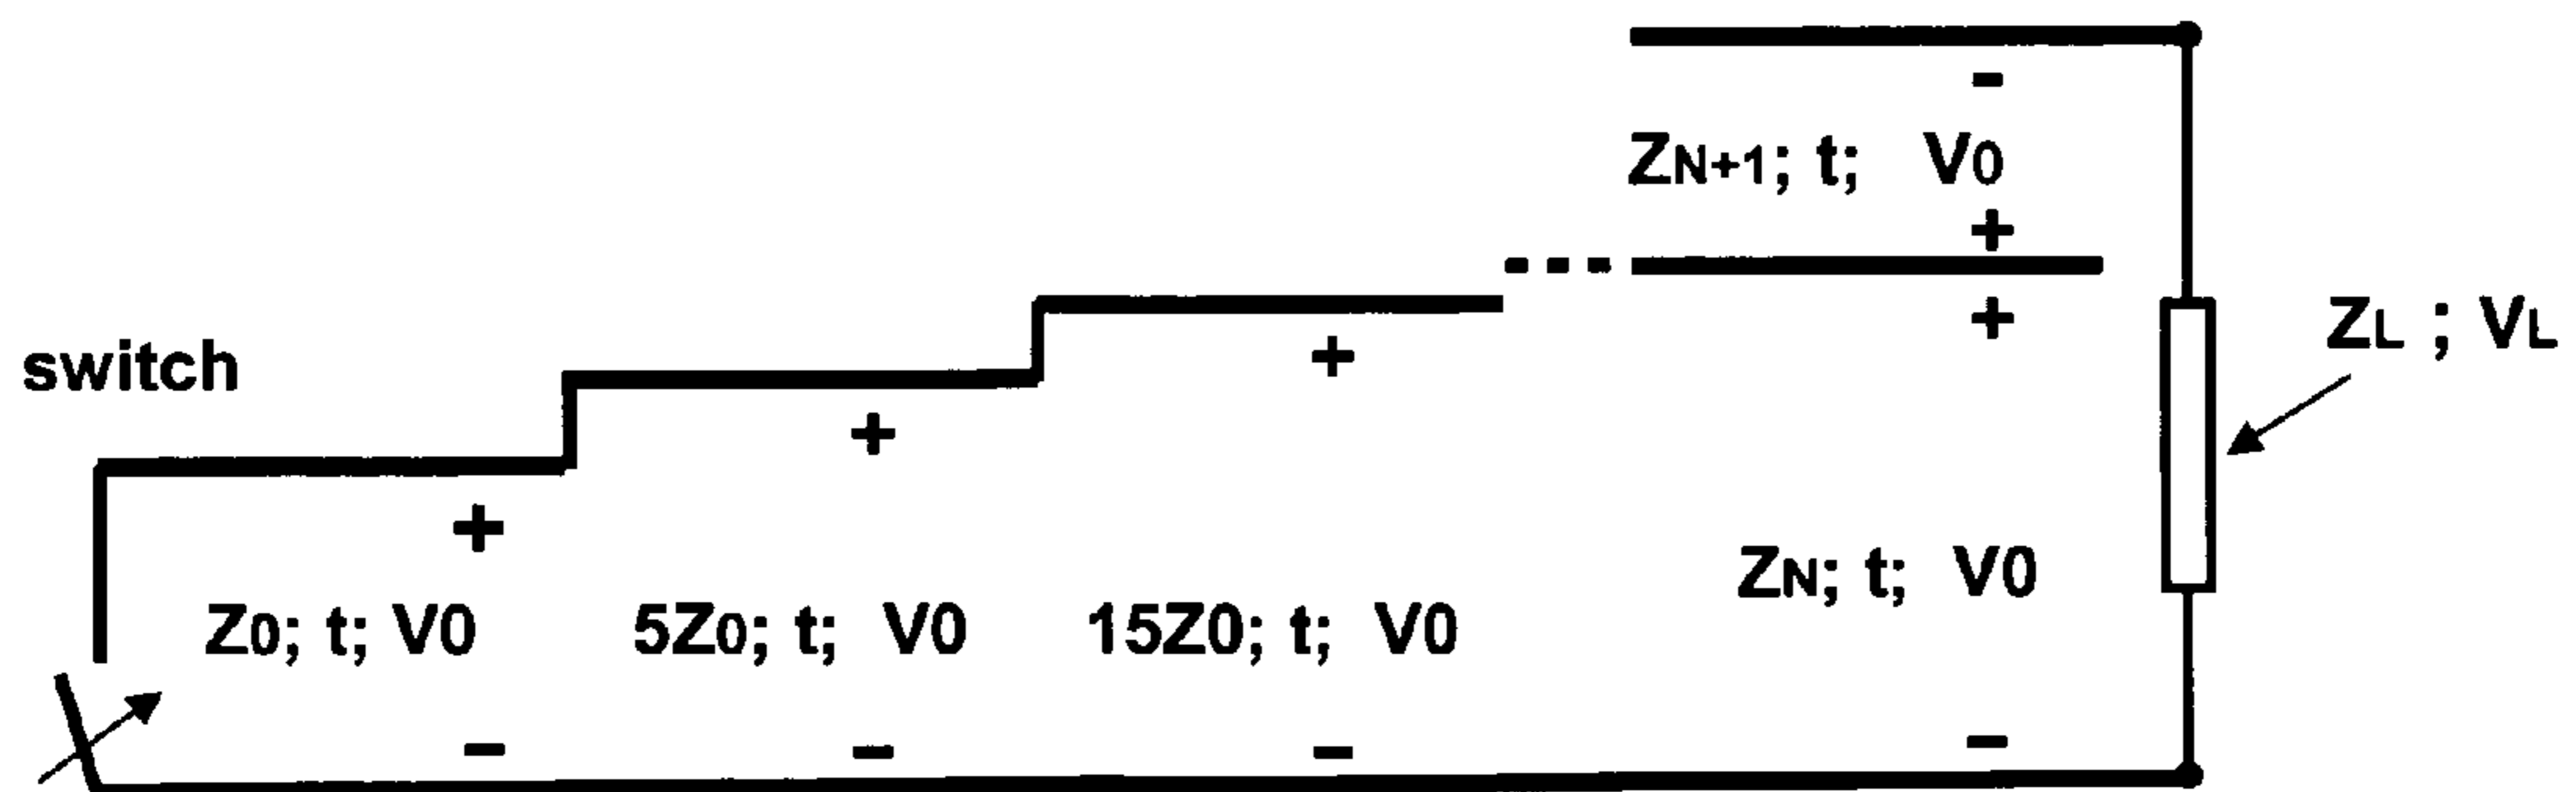 -
ZN+1; t; V0
+
+
ZL ; VL
switch
+
+
+
ZN; t; V0
Z0; t; V0
5Z0; t; V0
15Z0; t; V0
-
-
-
-